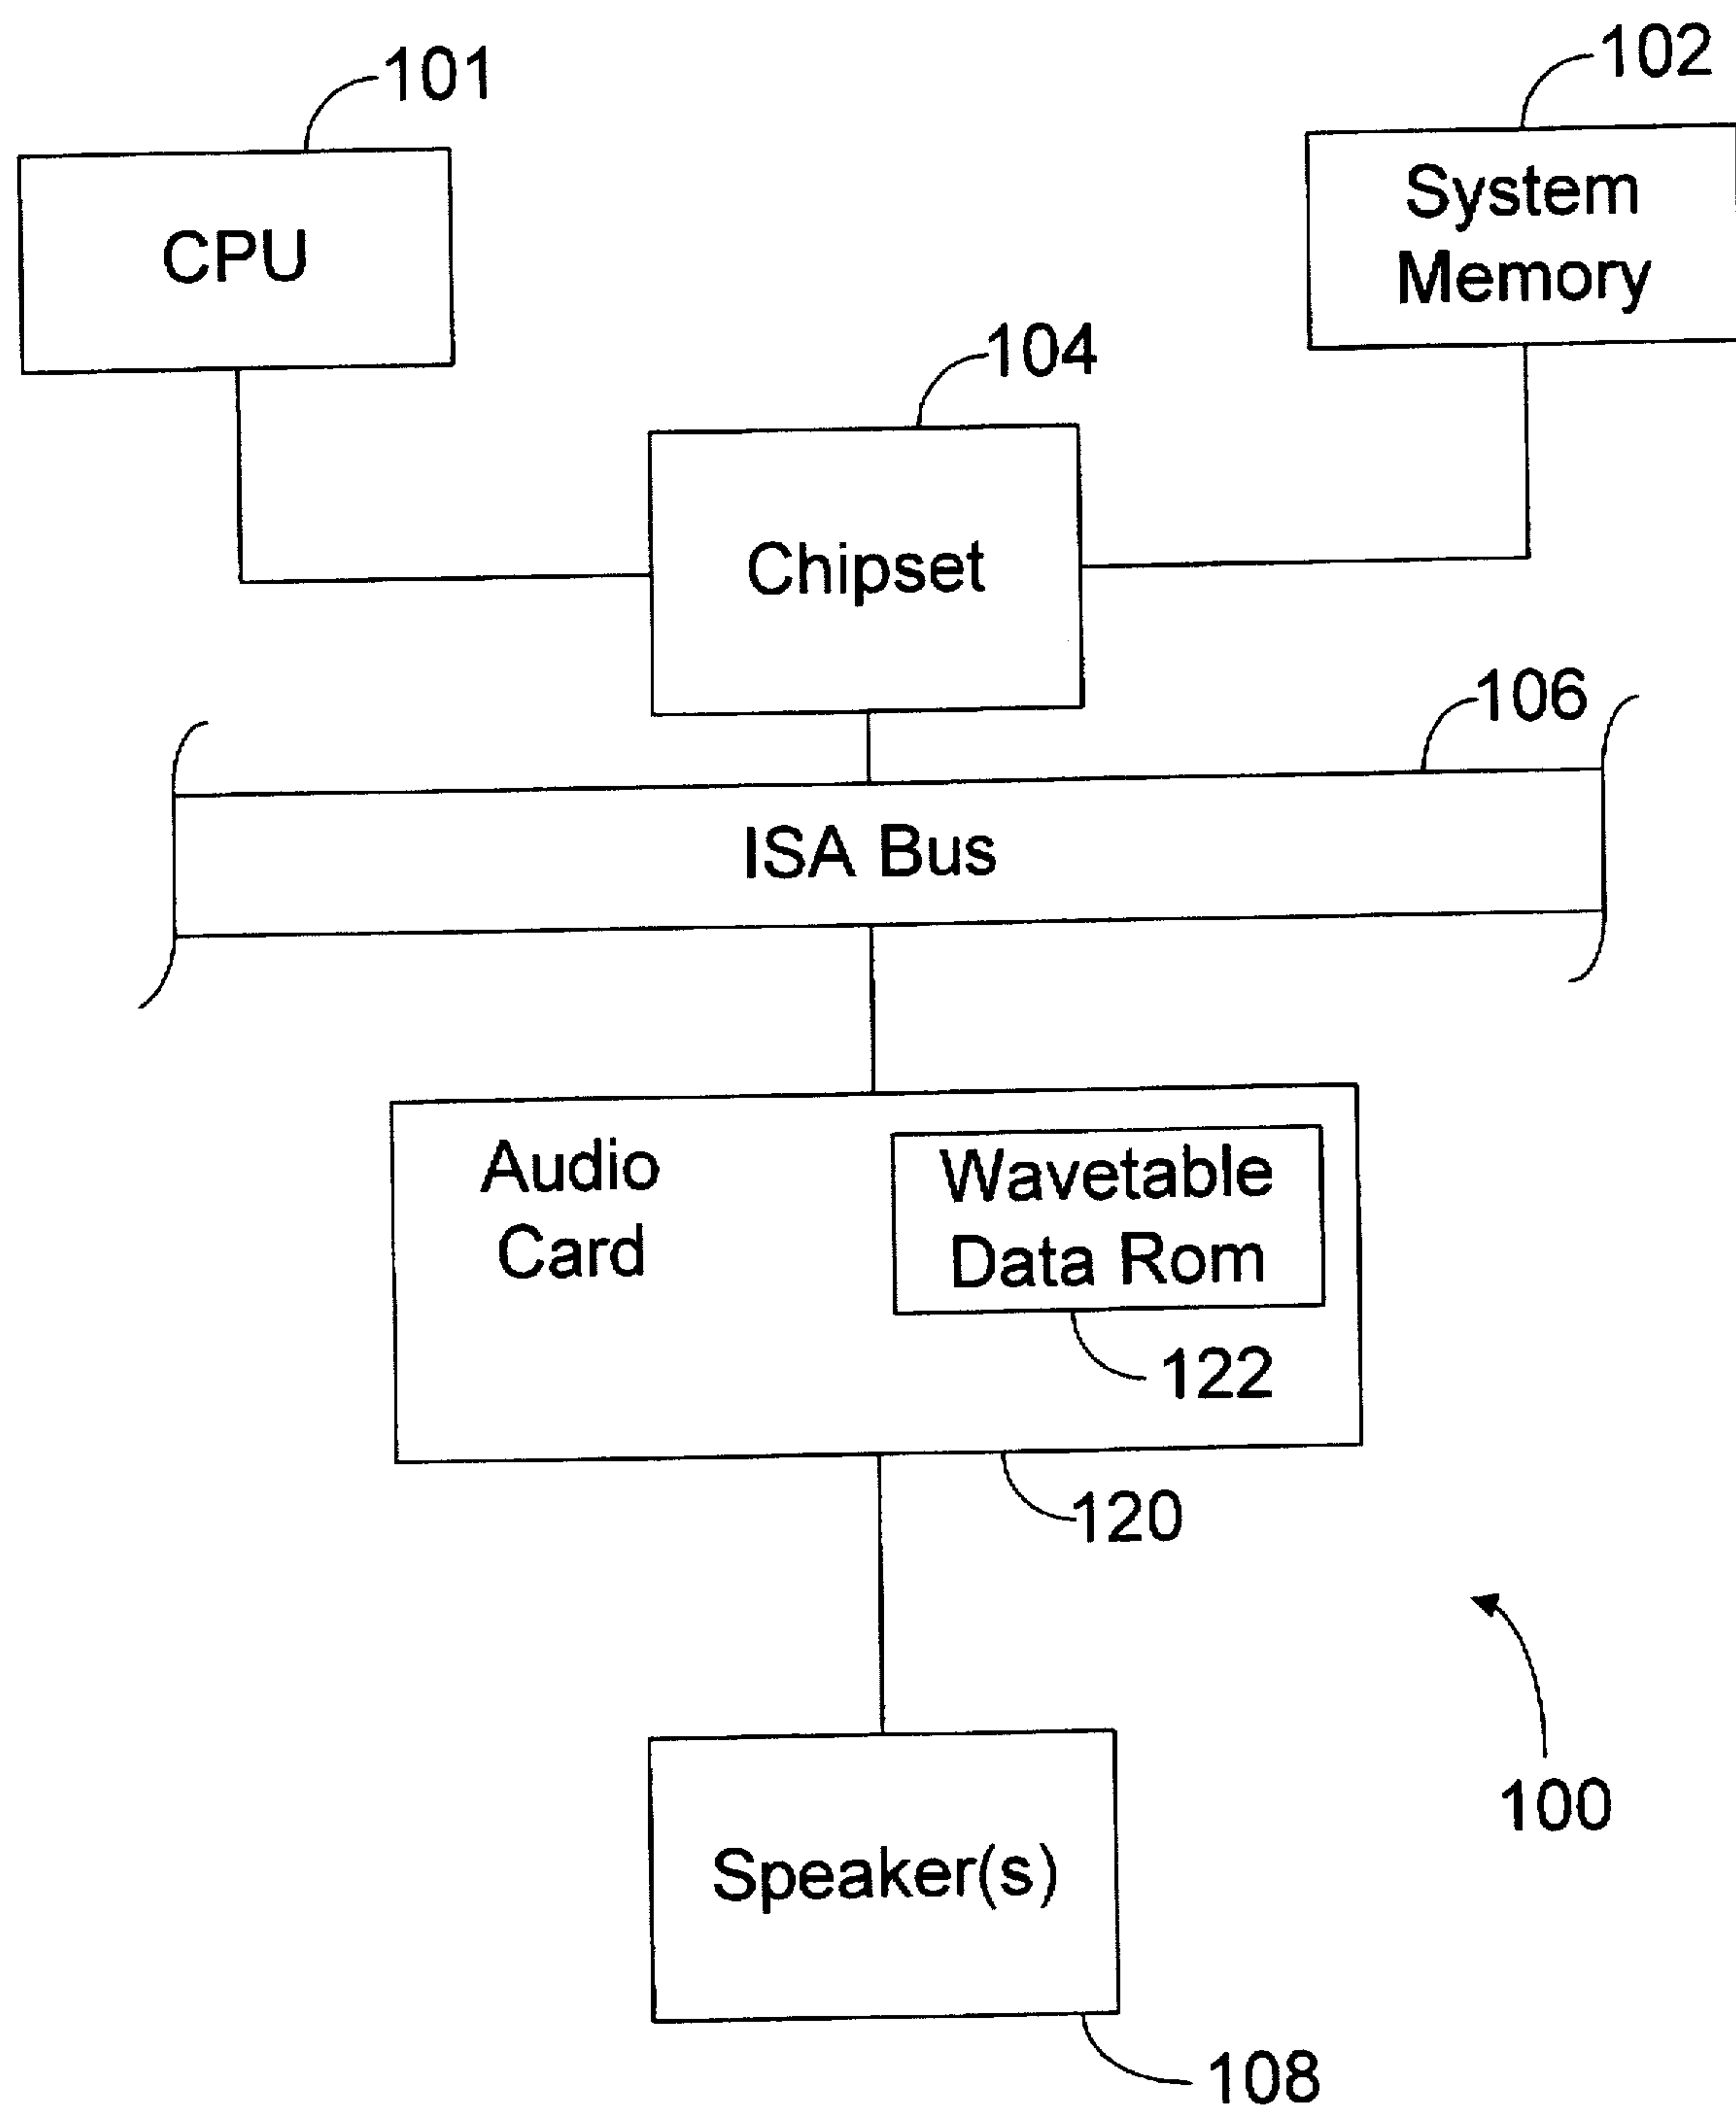 101
102
CPU
System
Memory
104
Chipset
106
ISA Bus
Audio
Card
Wavetable
Data Rom
122
120
100
Speaker(s)
108